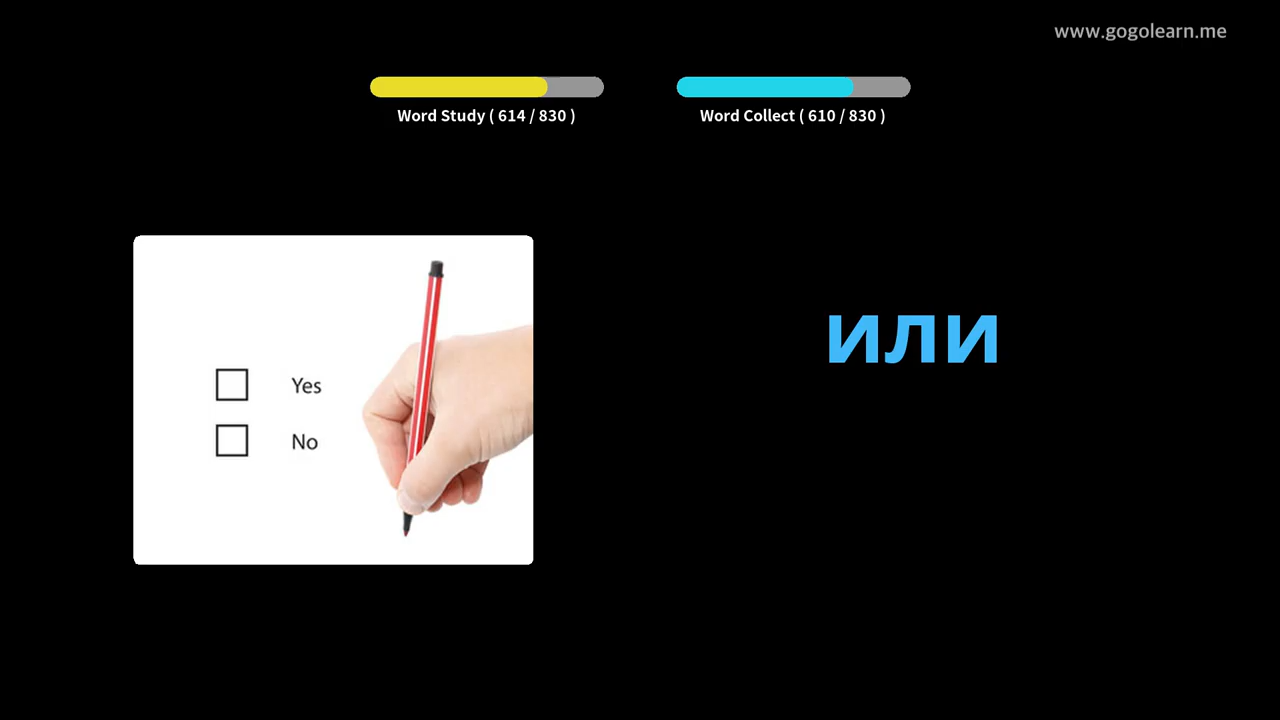 www.gogolearn.me
Word Study ( 614 / 830 )
Word Collect ( 610 / 830 )
Yes
No
или